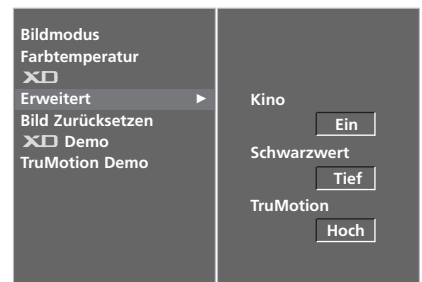 Bildmodus
Farbtemperatur
XD
Erweitert ►
Bild Zurücksetzen
XD Demo
TruMotion Demo
Kino
Ein
Schwarzwert
Tief
TruMotion
Hoch